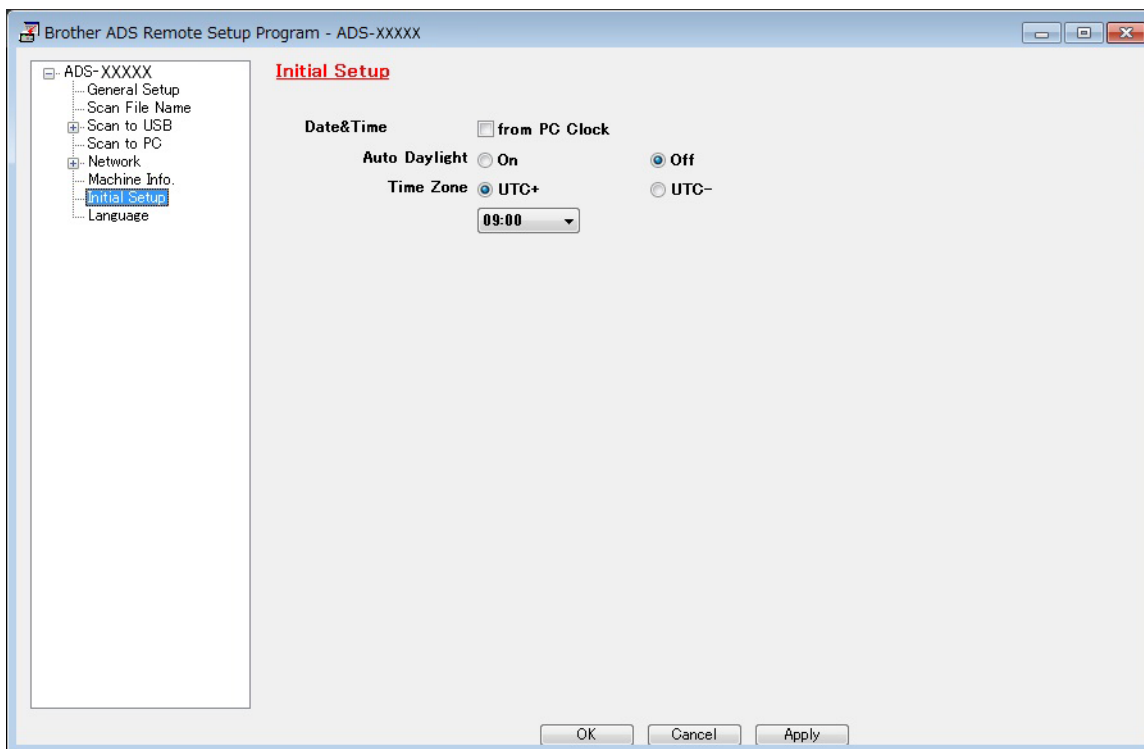 Brother ADS Remote Setup Program - ADS-XXXXX
ADS-XXXXX
General Setup
Scan File Name
Scan to USB
Scan to PC
Network
Machine Info.
Initial Setup
Language
Initial Setup
Date&Time from PC Clock
Auto Daylight On Off
Time Zone UTC+ UTC-
09:00
OK Cancel Apply